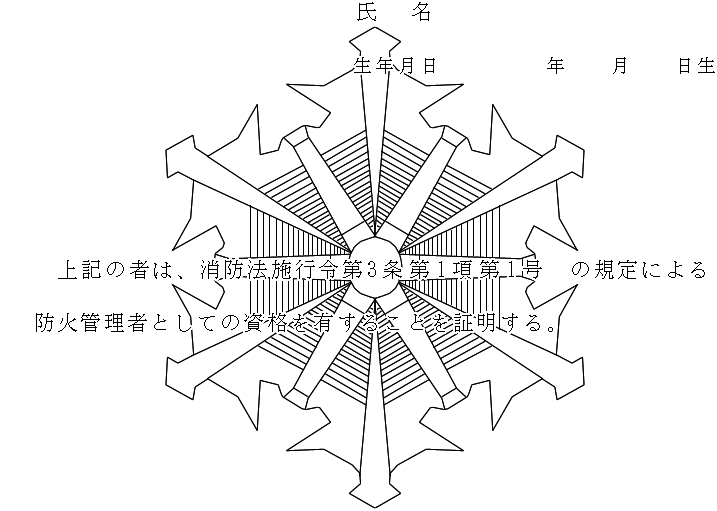 氏　名
生年月日　　　　　年　　月　　日生
上記の者は、消防法施行令第3条第1項第1号　の規定による
防火管理者としての資格を有することを証明する。